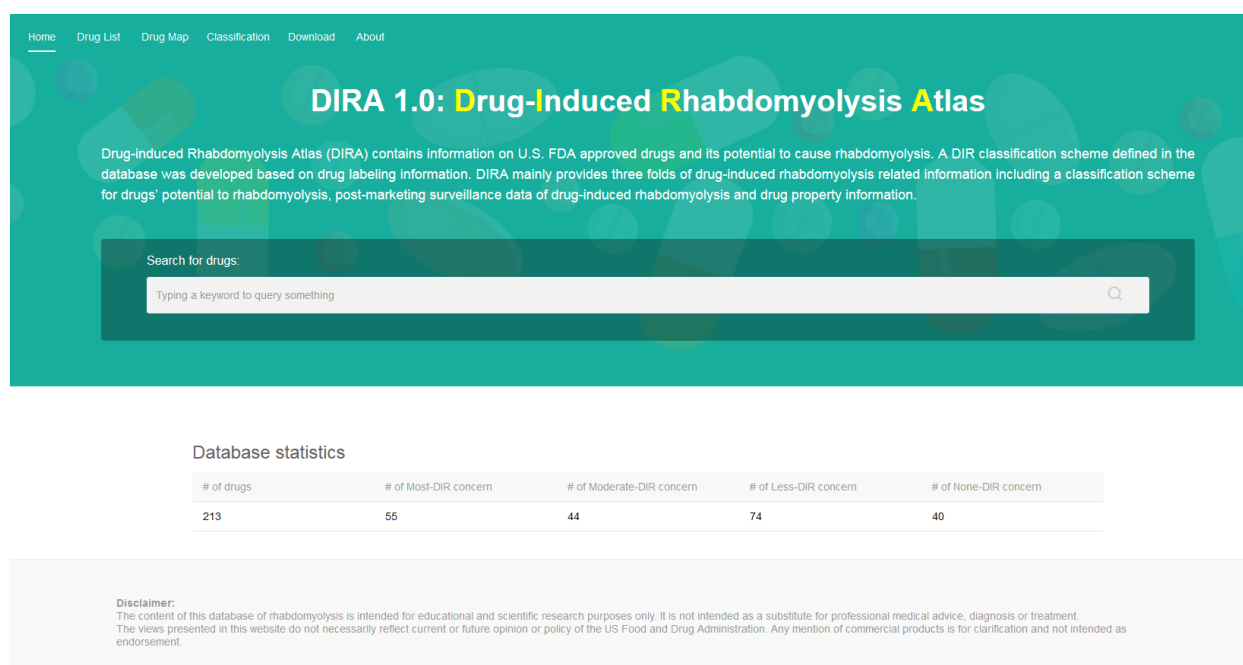 Home Drug List Drug Map Classification Download About
DIRA 1.0: Drug-Induced Rhabdomyolysis Atlas
Drug-induced Rhabdomyolysis Atlas (DIRA) contains information on U.S. FDA approved drugs and its potential to cause rhabdomyolysis. A DIR classification scheme defined in the
database was developed based on drug labeling information. DIRA mainly provides three folds of drug-induced rhabdomyolysis related information including a classification scheme
for drugs' potential to rhabdomyolysis, post-marketing surveillance data of drug-induced rhabdomyolysis and drug property information.
Search for drugs:
Typing a keyword to query something
Database statistics
# of drugs # of Most-DIR concern # of Moderate-DIR concern # of Less-DIR concern # of None-DIR concern
213 55 44 74 40
Disclaimer:
The content of this database of rhabdomyolysis is intended for educational and scientific research purposes only. It is not intended as a substitute for professional medical advice, diagnosis or treatment.
The views presented in this website do not necessarily reflect current or future opinion or policy of the US Food and Drug Administration. Any mention of commercial products is for clarification and not intended as
endorsement.